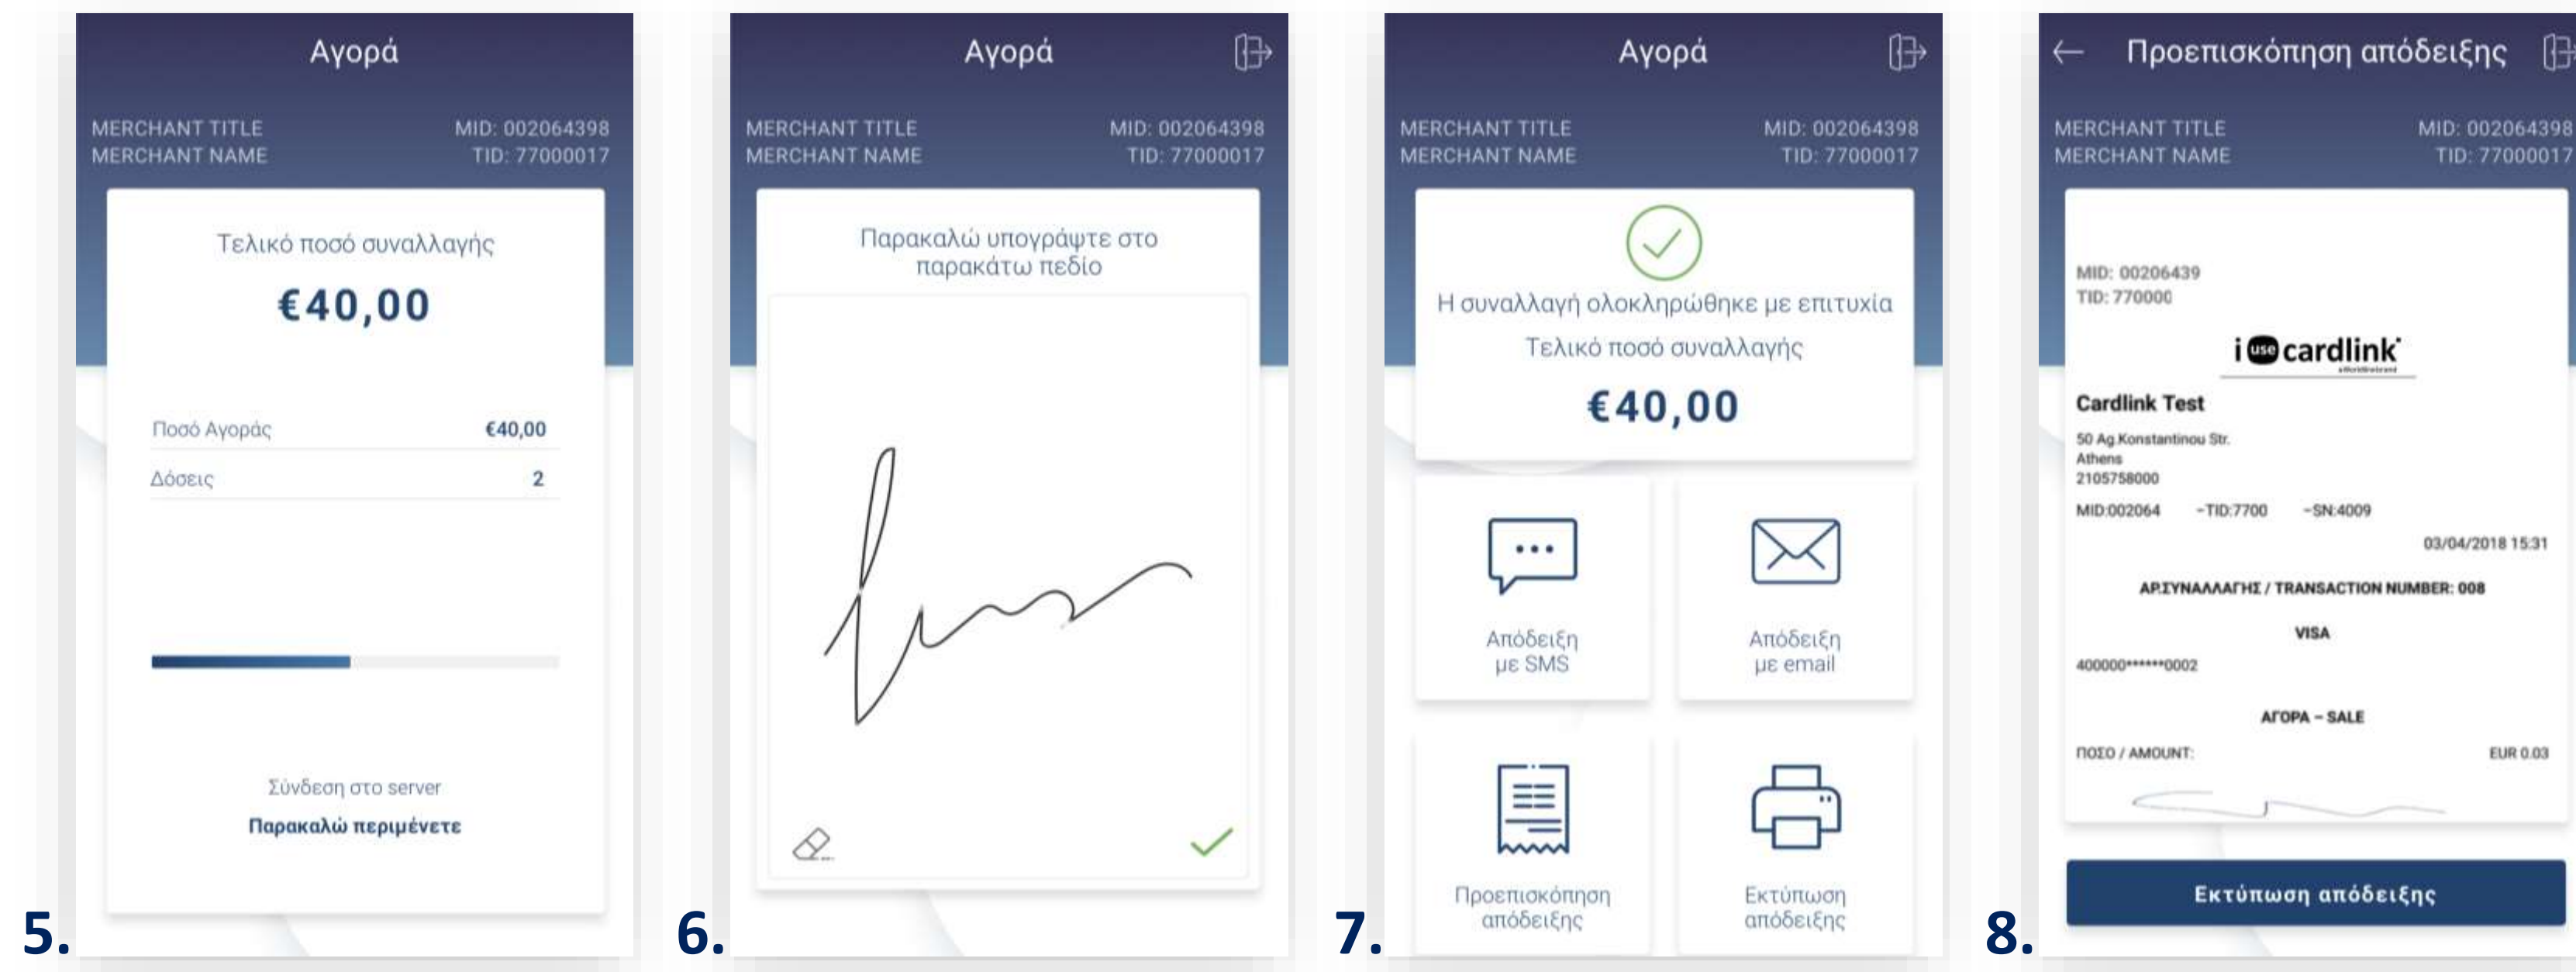 Αγορά
MERCHANT TITLE MID: 002064398
MERCHANT NAME TID: 77000017
Τελικό ποσό συναλλαγής
€40,00
Ποσό Αγοράς €40,00
Δόσεις 2
Σύνδεση στο server
Παρακαλώ περιμένετε
5.
Αγορά
MERCHANT TITLE MID: 002064398
MERCHANT NAME TID: 77000017
Παρακαλώ υπογράψτε στο
παρακάτω πεδίο
6.
Αγορά
MERCHANT TITLE MID: 002064398
MERCHANT NAME TID: 77000017
Η συναλλαγή ολοκληρώθηκε με επιτυχία
Τελικό ποσό συναλλαγής
€40,00
Απόδειξη
με SMS
Απόδειξη
με email
Προεπισκόπηση
απόδειξης
Εκτύπωση
απόδειξης
7.
Προεπισκόπηση απόδειξης
MERCHANT TITLE MID: 002064398
MERCHANT NAME TID: 77000017
MID: 00206439
TID: 770000
i use cardlink
Cardlink Test
50 Ag.Konstantinou Str.
Athens
2105758000
MID:002064 -TID:7700 -SN:4009
03/04/2018 15:31
ΑΡ.ΣΥΝΑΛΛΑΓΗΣ / TRANSACTION NUMBER: 008
VISA
400000******0002
ΑΓΟΡΑ – SALE
ΠΟΣΟ / AMOUNT: EUR 0.03
Εκτύπωση απόδειξης
8.